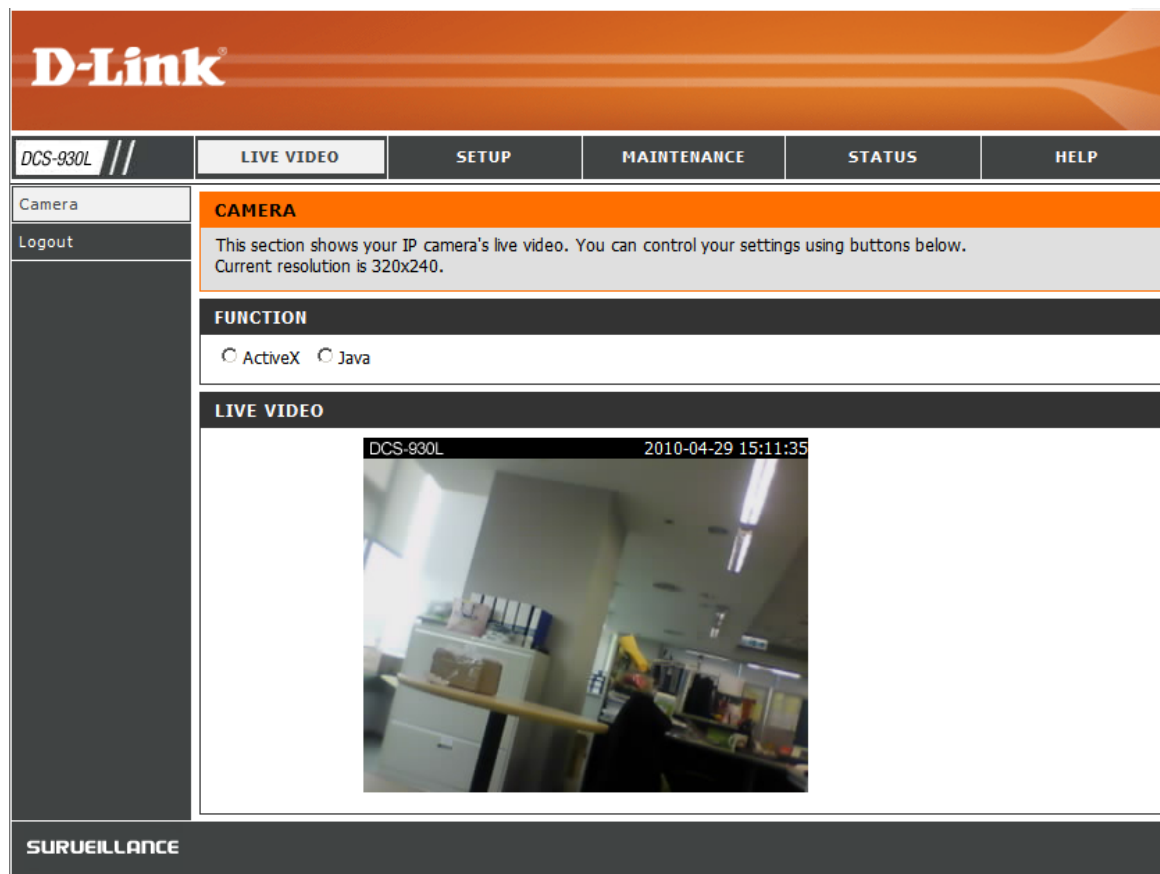 D-Link®
DCS-930L
LIVE VIDEO
SETUP
MAINTENANCE
STATUS
HELP
Camera
Logout
CAMERA
This section shows your IP camera's live video. You can control your settings using buttons below.
Current resolution is 320x240.
FUNCTION
ActiveX Java
LIVE VIDEO
DCS-930L 2010-04-29 15:11:35
SURVEILLANCE